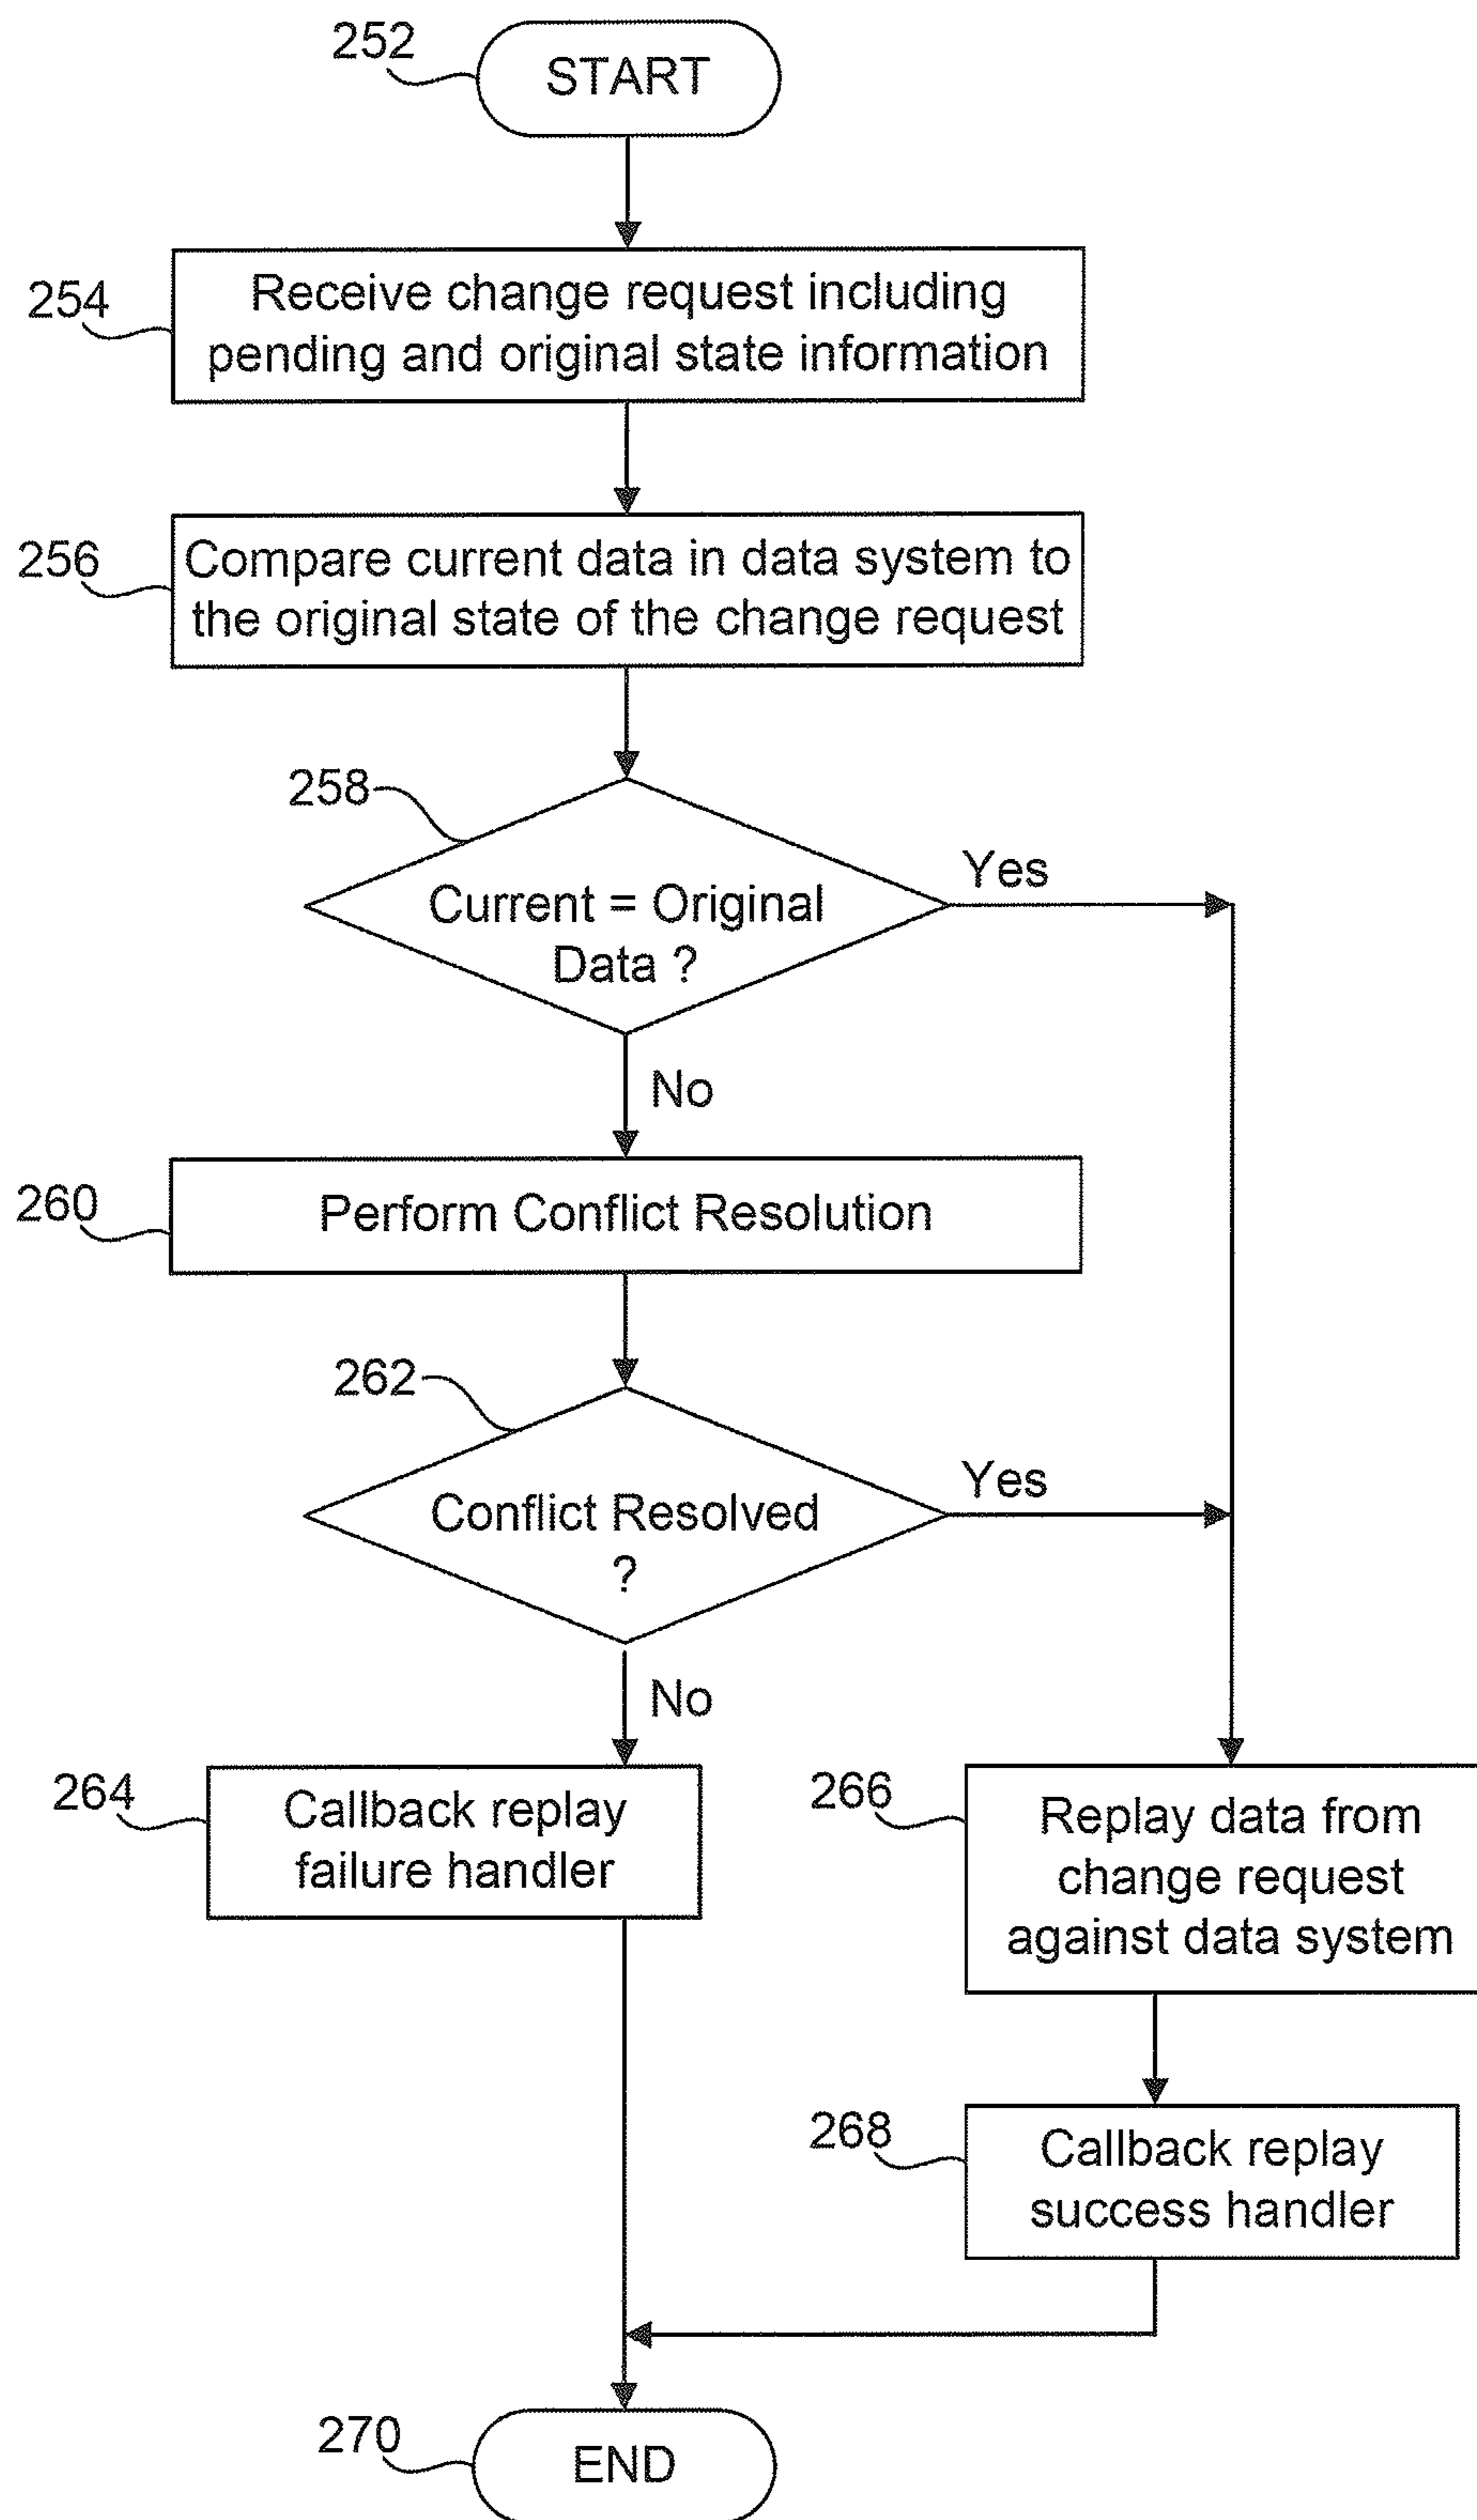 252
START
254
Receive change request including
pending and original state information
256
Compare current data in data system to
the original state of the change request
258
Current = Original
Data ?
Yes
No
260
Perform Conflict Resolution
262
Conflict Resolved
?
Yes
No
264
Callback replay
failure handler
266
Replay data from
change request
against data system
268
Callback replay
success handler
270
END